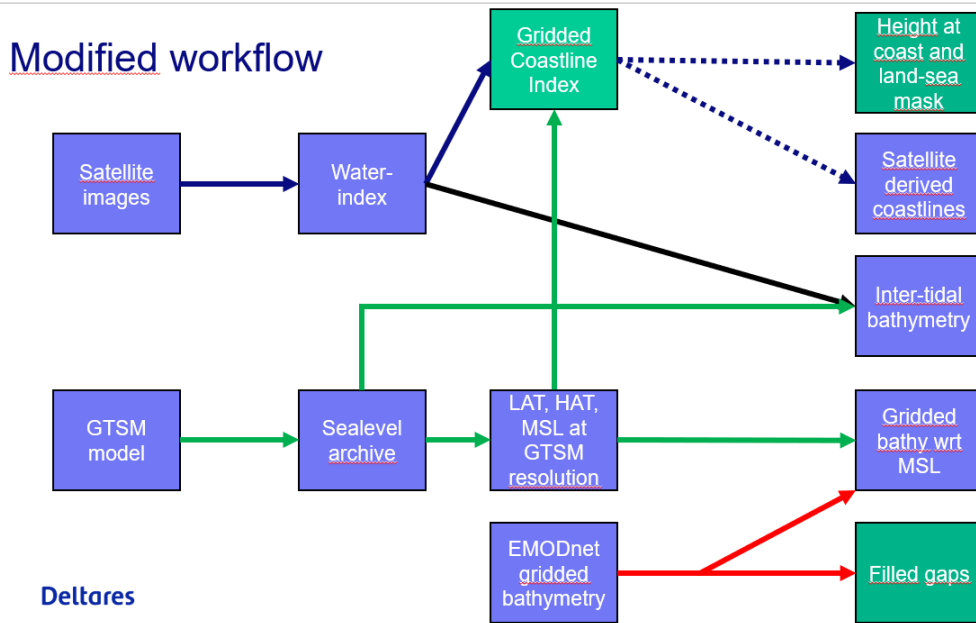 Modified workflow
Gridded
Coastline
Index
Height at
coast and
land-sea
mask
Satellite
images
Water-
index
Satellite
derived
coastlines
Inter-tidal
bathymetry
GTSM
model
Sealevel
archive
LAT, HAT,
MSL at
GTSM
resolution
Gridded
bathy wrt
MSL
EMODnet
gridded
bathymetry
Filled gaps
Deltares